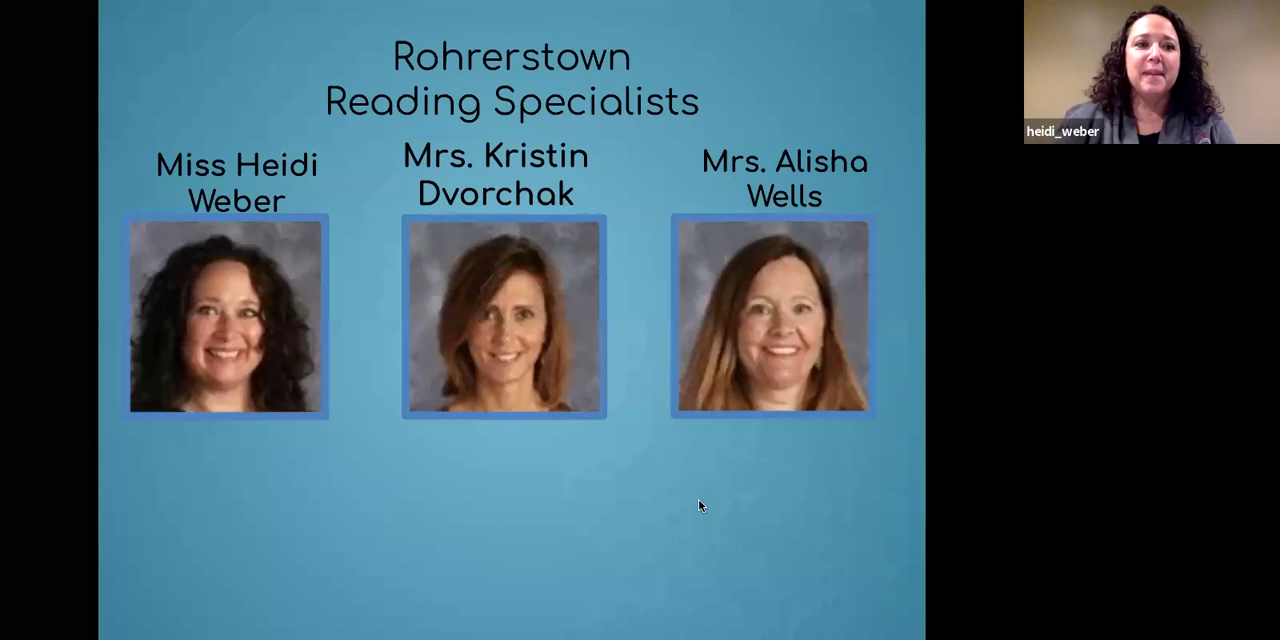 Rohrerstown
Reading Specialists
Miss Heidi
Weber
Mrs. Kristin
Dvorchak
Mrs. Alisha
Wells
heidi_weber